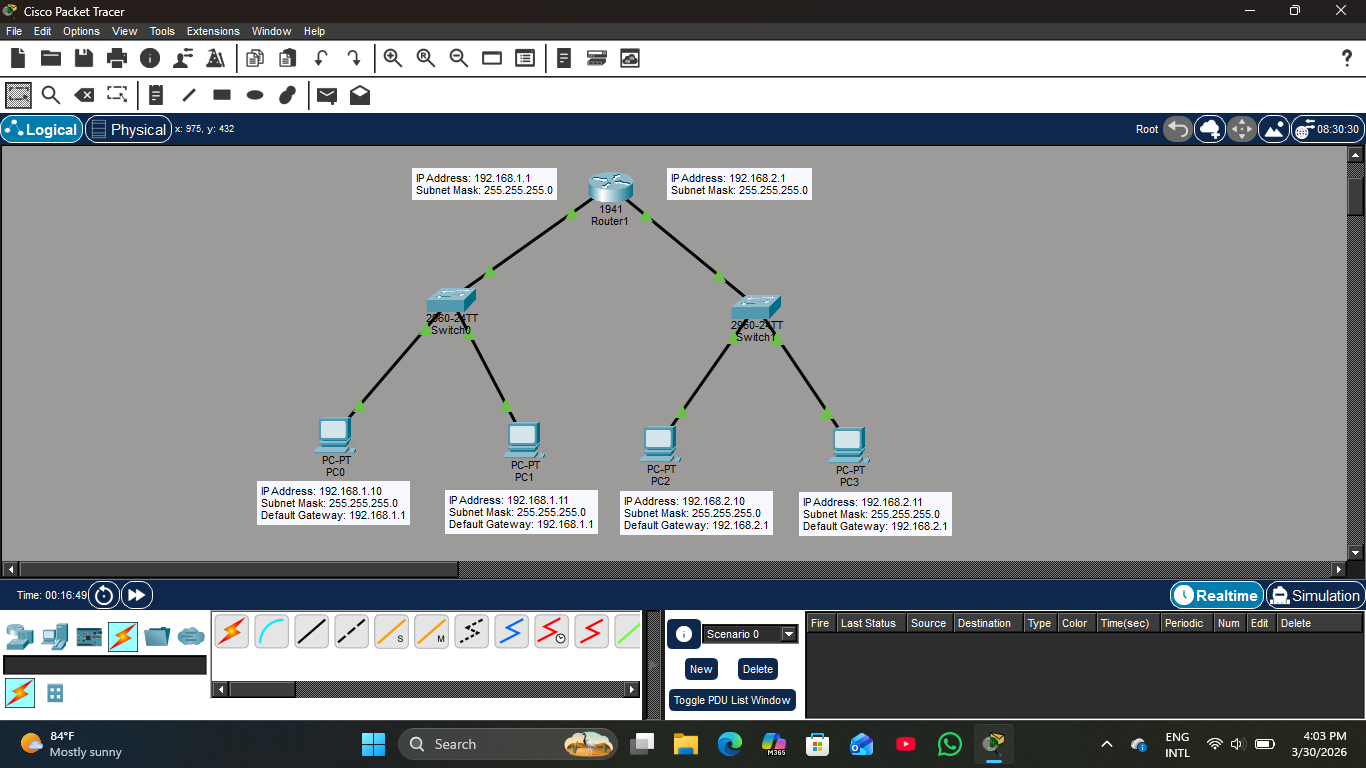 Cisco Packet Tracer
File Edit Options View Tools Extensions Window Help
Logical Physical x: 975, y: 432 Root 08:30:30
IP Address: 192.168.1.1
Subnet Mask: 255.255.255.0
IP Address: 192.168.2.1
Subnet Mask: 255.255.255.0
1941
Router1
2960-24TT
Switch0
2960-24TT
Switch1
PC-PT
PC0
PC-PT
PC1
PC-PT
PC2
PC-PT
PC3
IP Address: 192.168.1.10
Subnet Mask: 255.255.255.0
Default Gateway: 192.168.1.1
IP Address: 192.168.1.11
Subnet Mask: 255.255.255.0
Default Gateway: 192.168.1.1
IP Address: 192.168.2.10
Subnet Mask: 255.255.255.0
Default Gateway: 192.168.2.1
IP Address: 192.168.2.11
Subnet Mask: 255.255.255.0
Default Gateway: 192.168.2.1
Time: 00:16:49 Realtime Simulation
S M
Scenario 0
New Delete
Toggle PDU List Window
Fire Last Status Source Destination Type Color Time(sec) Periodic Num Edit Delete
84°F
Mostly sunny
Search
M365
ENG
INTL
4:03 PM
3/30/2026